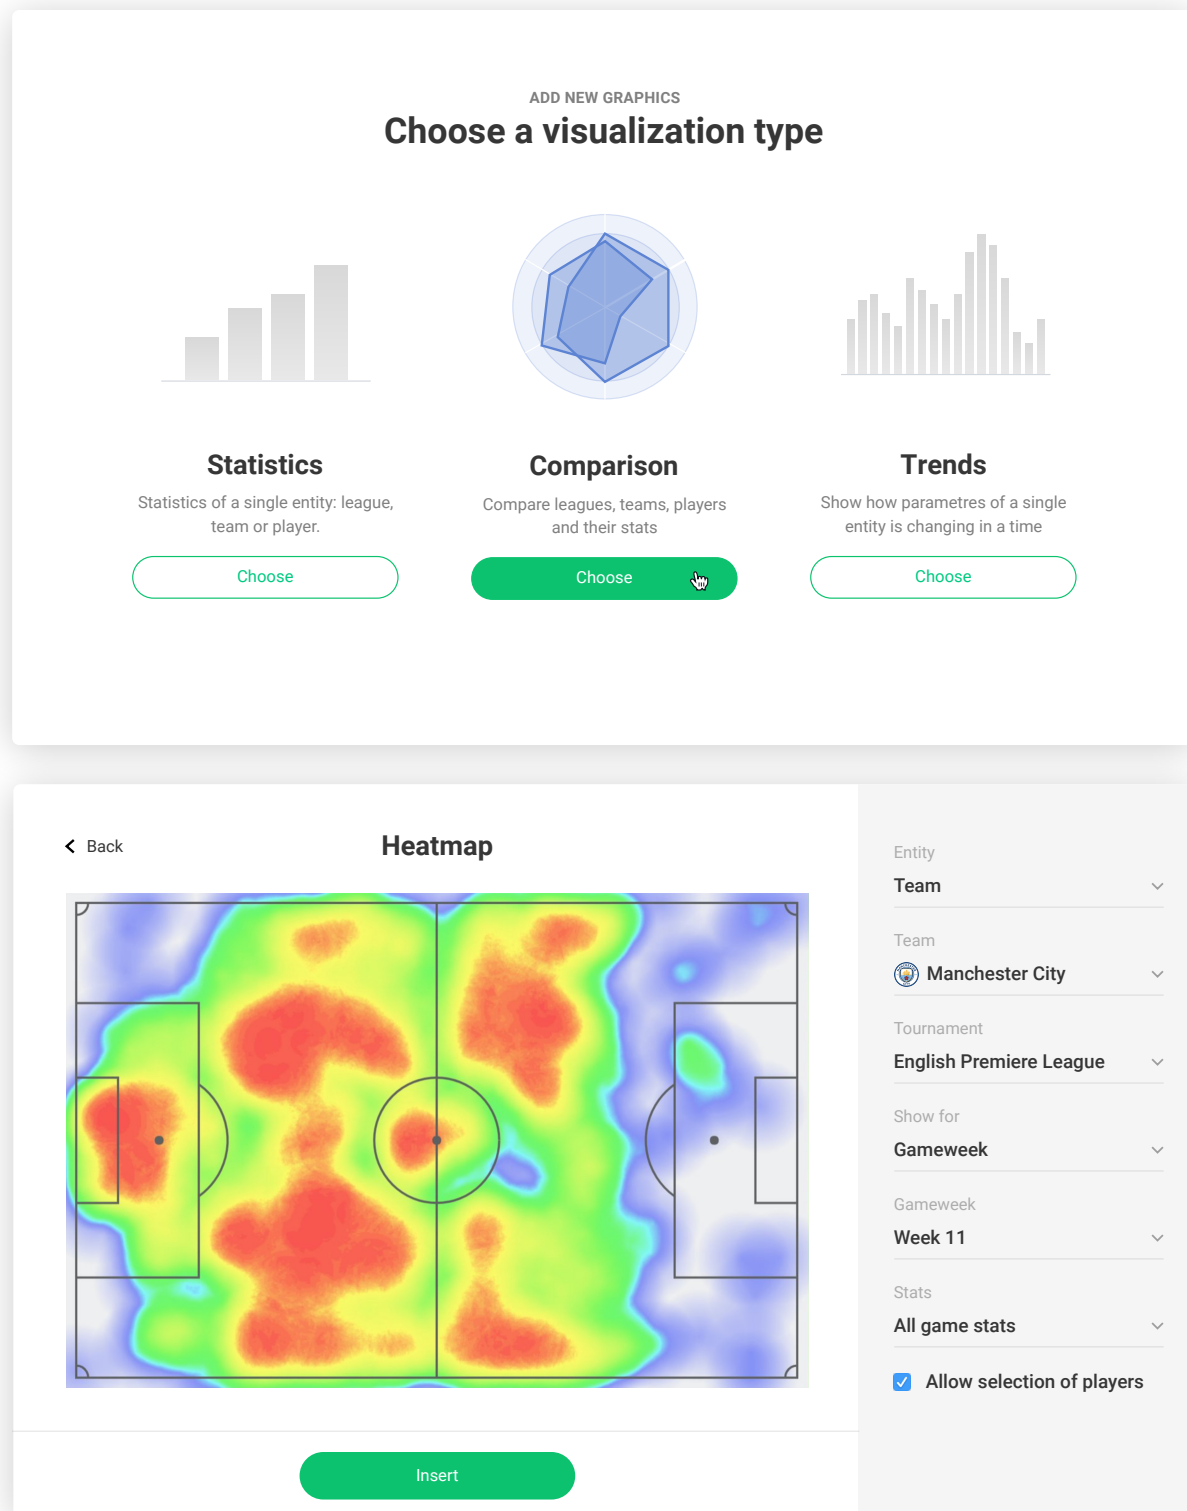 ADD NEW GRAPHICS
Choose a visualization type
Statistics
Statistics of a single entity: league,
team or player.
Choose
Comparison
Compare leagues, teams, players
and their stats
Choose
Trends
Show how parametres of a single
entity is changing in a time
Choose
Back
Heatmap
Insert
Entity
Team
Team
Manchester City
Tournament
English Premiere League
Show for
Gameweek
Gameweek
Week 11
Stats
All game stats
Allow selection of players